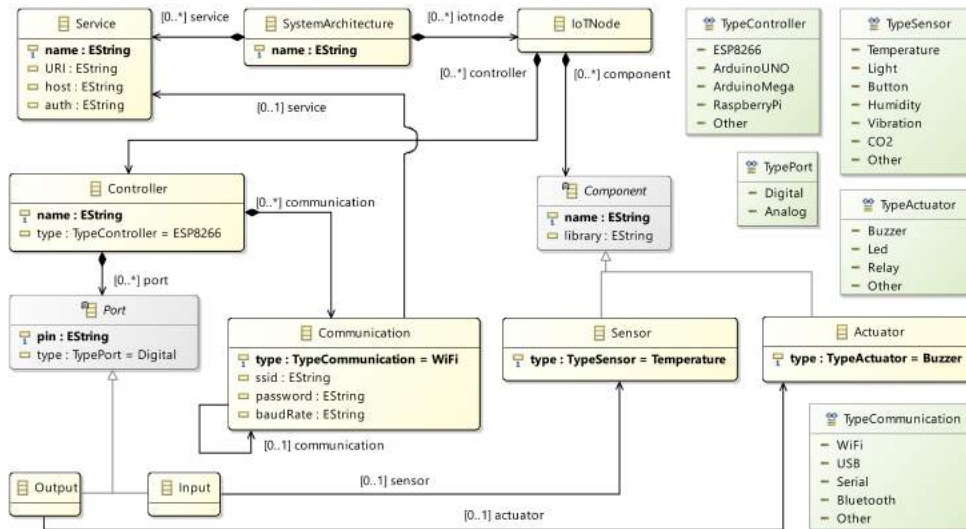 Service
name : EString
URI : EString
host : EString
auth : EString
[0..*] service
SystemArchitecture
name : EString
[0..*] iotnode
IoTNode
[0..*] controller
[0..*] component
[0..1] service
TypeController
ESP8266
ArduinoUNO
ArduinoMega
RaspberryPi
Other
TypeSensor
Temperature
Light
Button
Humidity
Vibration
CO2
Other
TypePort
Digital
Analog
TypeActuator
Buzzer
Led
Relay
Other
Controller
name : EString
type : TypeController = ESP8266
[0..*] communication
[0..*] port
Component
name : EString
library : EString
Port
pin : EString
type : TypePort = Digital
Communication
type : TypeCommunication = WiFi
ssid : EString
password : EString
baudRate : EString
[0..1] communication
Sensor
type : TypeSensor = Temperature
Actuator
type : TypeActuator = Buzzer
TypeCommunication
WiFi
USB
Serial
Bluetooth
Other
Output
Input
[0..1] sensor
[0..1] actuator